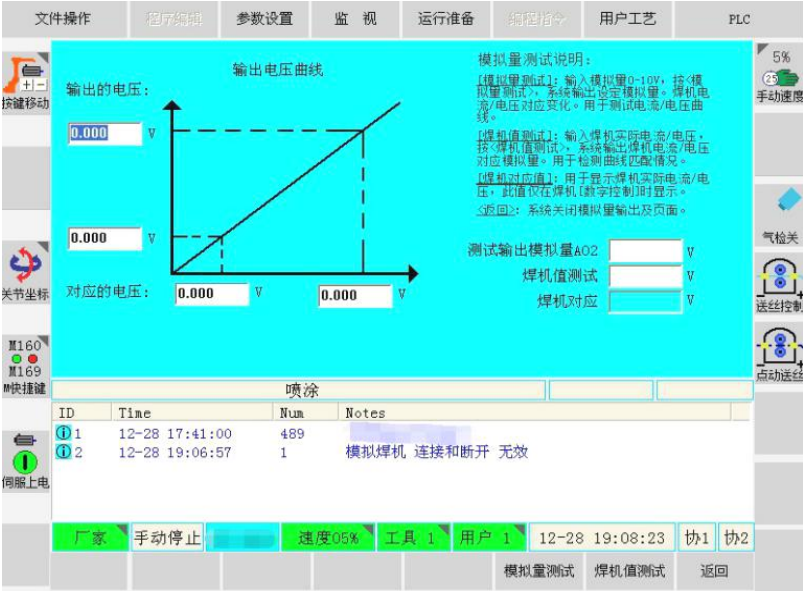 文件操作 程序编辑 参数设置 监 视 运行准备 编程指令 用户工艺 PLC
按键移动
关节坐标
M160
M169
M快捷键
伺服上电
输出电压曲线
输出的电压:
0.000 V
0.000 V
对应的电压: 0.000 V 0.000 V
模拟量测试说明:
[模拟量测试]: 输入模拟量0-10V, 按<模
拟量测试>, 系统输出设定模拟量。焊机电
流/电压对应变化。用于测试电流/电压曲
线。
[焊机值测试]: 输入焊机实际电流/电压,
按<焊机值测试>, 系统输出焊机电流/电压
对应模拟量。用于检测曲线匹配情况。
[焊机对应值]: 用于显示焊机实际电流/电
压, 此值仅在焊机[数字控制]时显示。
<返回>: 系统关闭模拟量输出及页面。
测试输出模拟量AO2 V
焊机值测试 V
焊机对应 V
5%
手动速度
气检关
送丝控制
点动送丝
喷涂
ID Time Num Notes
1 12-28 17:41:00 489
2 12-28 19:06:57 1 模拟焊机 连接和断开 无效
厂家 手动停止 速度05% 工具 1 用户 1 12-28 19:08:23 协1 协2
模拟量测试 焊机值测试 返回